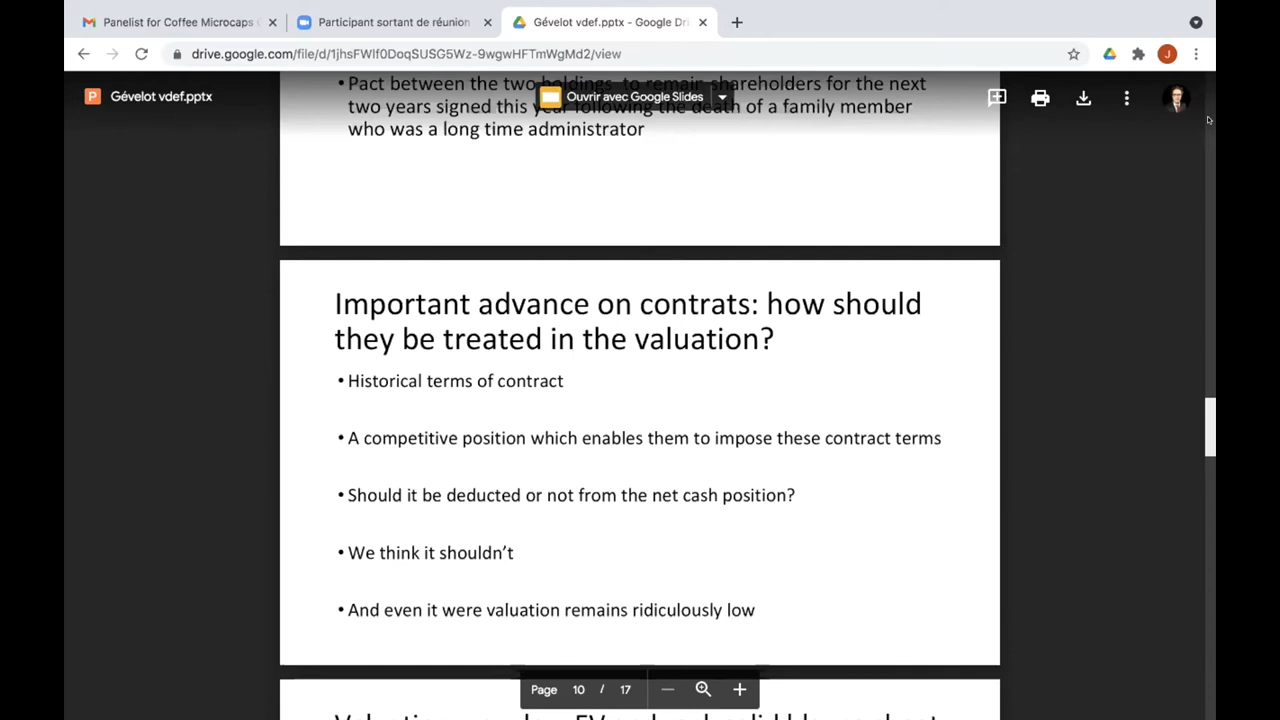 Panelist for Coffee Microcaps
Participant sortant de réunion
Gévelot vdef.pptx - Google Dri
drive.google.com/file/d/1jhsFWIf0DoqSUSG5Wz-9wgwHFTmWgMd2/view
J
P Gévelot vdef.pptx
Ouvrir avec Google Slides
• Pact between the two holdings to remain shareholders for the next
two years signed this year following the death of a family member
who was a long time administrator
Important advance on contrats: how should
they be treated in the valuation?
• Historical terms of contract
• A competitive position which enables them to impose these contract terms
• Should it be deducted or not from the net cash position?
• We think it shouldn't
• And even it were valuation remains ridiculously low
Page 10 / 17